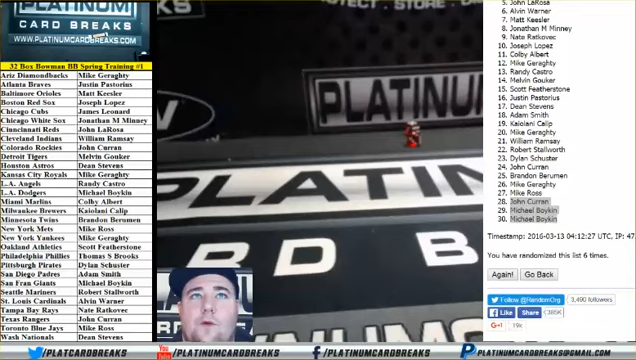 PLATINUM
CARD BREAKS
WWW.PLATINUMCARDBREAKS.COM
32 Box Bowman BB Spring Training #1
Ariz Diamondbacks Mike Geraghty
Atlanta Braves Justin Pastorius
Baltimore Orioles Matt Keesler
Boston Red Sox Joseph Lopez
Chicago Cubs James Leonard
Chicago White Sox Jonathan M Minney
Cinncinnati Reds John LaRosa
Cleveland Indians William Ramsay
Colorado Rockies John Curran
Detroit Tigers Melvin Gouker
Houston Astros Dean Stevens
Kansas City Royals Mike Geraghty
L.A. Angels Randy Castro
L.A. Dodgers Michael Boykin
Miami Marlins Colby Albert
Milwaukee Brewers Kaiolani Calip
Minnesota Twins Brandon Berumen
New York Mets Mike Ross
New York Yankees Mike Geraghty
Oakland Athletics Scott Featherstone
Philadelphia Phillies Thomas S Brooks
Pittsburg Pirates Dylan Schuster
San Diego Padres Adam Smith
San Fran Giants Michael Boykin
Seattle Mariners Robert Stallworth
St. Louis Cardinals Alvin Warner
Tampa Bay Rays Nate Ratkovec
Texas Rangers John Curran
Toronto Blue Jays Mike Ross
Wash Nationals Dean Stevens
PROTECT . STORE . D
PLATINUM
PLATIN
RD B
5. John LaRosa
6. Alvin Warner
7. Matt Keesler
8. Jonathan M Minney
9. Nate Ratkovec
10. Joseph Lopez
11. Colby Albert
12. Mike Geraghty
13. Randy Castro
14. Melvin Gouker
15. Scott Featherstone
16. Justin Pastorius
17. Dean Stevens
18. Adam Smith
19. Kaiolani Calip
20. Mike Geraghty
21. William Ramsay
22. Robert Stallworth
23. Dylan Schuster
24. John Curran
25. Brandon Berumen
26. Mike Geraghty
27. Mike Ross
28. John Curran
29. Michael Boykin
30. Michael Boykin
Timestamp: 2016-03-13 04:12:27 UTC, IP: 47.
You have randomized this list 6 times.
Again! Go Back
Follow @RandomOrg 3,490 followers
Like Share 385K
G+1 19k
/PLATCARDBREAKS You Tube /PLATINUMCARDBREAKS f /PLATINUMCARDBREAKS PLATINUMCARDBREAKS@GMAIL.COM